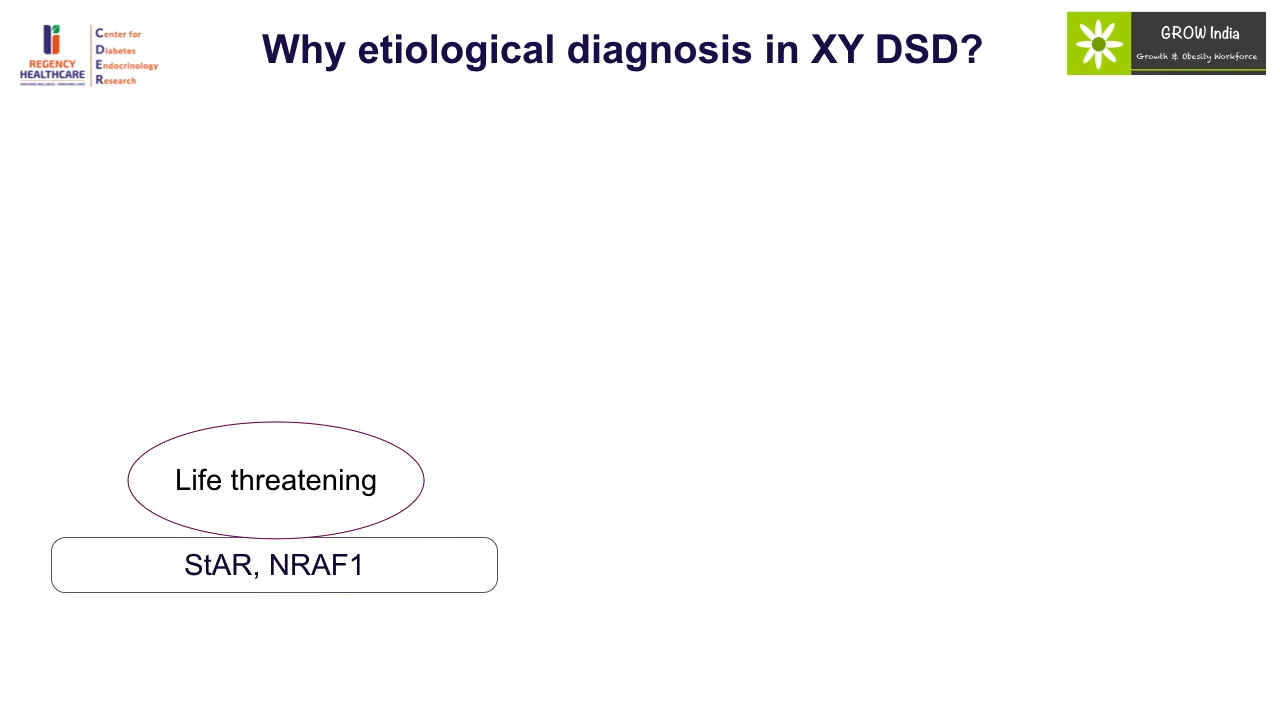 Why etiological diagnosis in XY DSD?
REGENCY
HEALTHCARE
Center for
Diabetes
Endocrinology
Research
GROW India
Growth & Obesity Workforce
Life threatening
StAR, NRAF1